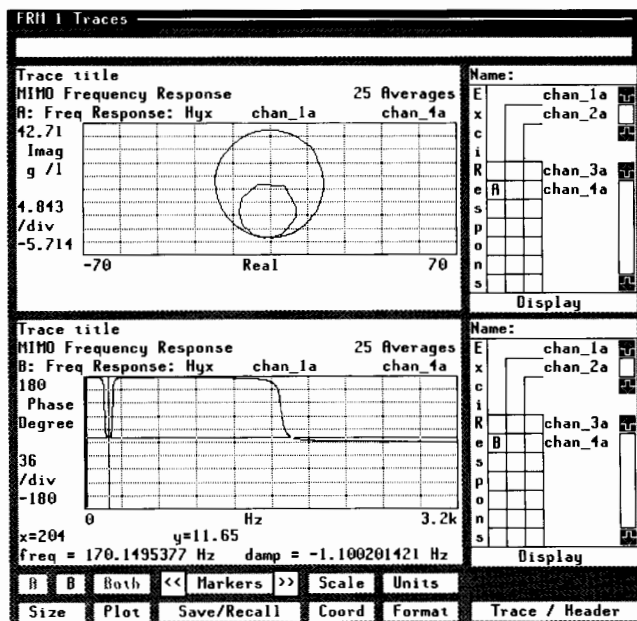 FRM 1 Traces
Trace title
MIMO Frequency Response 25 Averages
A: Freq Response: Hyx chan_1a chan_4a
42.71
Imag
g /l
4.843
/div
-5.714
-70 Real 70
Name:
E
x
c
i
R
e
s
p
o
n
s
chan_1a
chan_2a
chan_3a
A chan_4a
Display
Trace title
MIMO Frequency Response 25 Averages
B: Freq Response: Hyx chan_1a chan_4a
180
Phase
Degree
36
/div
-180
0 Hz 3.2k
x=204 y=11.65
freq = 170.1495377 Hz damp = -1.100201421 Hz
Name:
E
x
c
i
R
e
s
p
o
n
s
chan_1a
chan_2a
chan_3a
B chan_4a
Display
A B Both << Markers >> Scale Units
Size Plot Save/Recall Coord Format Trace / Header